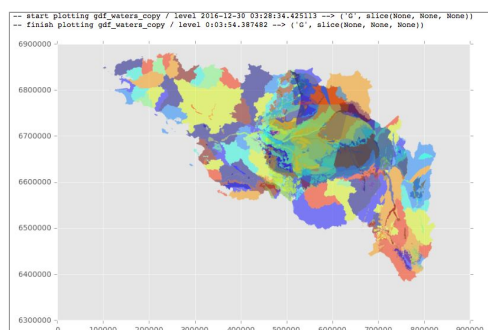 -- start plotting gdf_waters_copy / level 2016-12-30 03:28:34.425113 --> ('G', slice(None, None, None))
-- finish plotting gdf_waters_copy / level 0:03:54.387482 --> ('G', slice(None, None, None))
6900000
6800000
6700000
6600000
6500000
6400000
6300000
0 100000 200000 300000 400000 500000 600000 700000 800000 900000